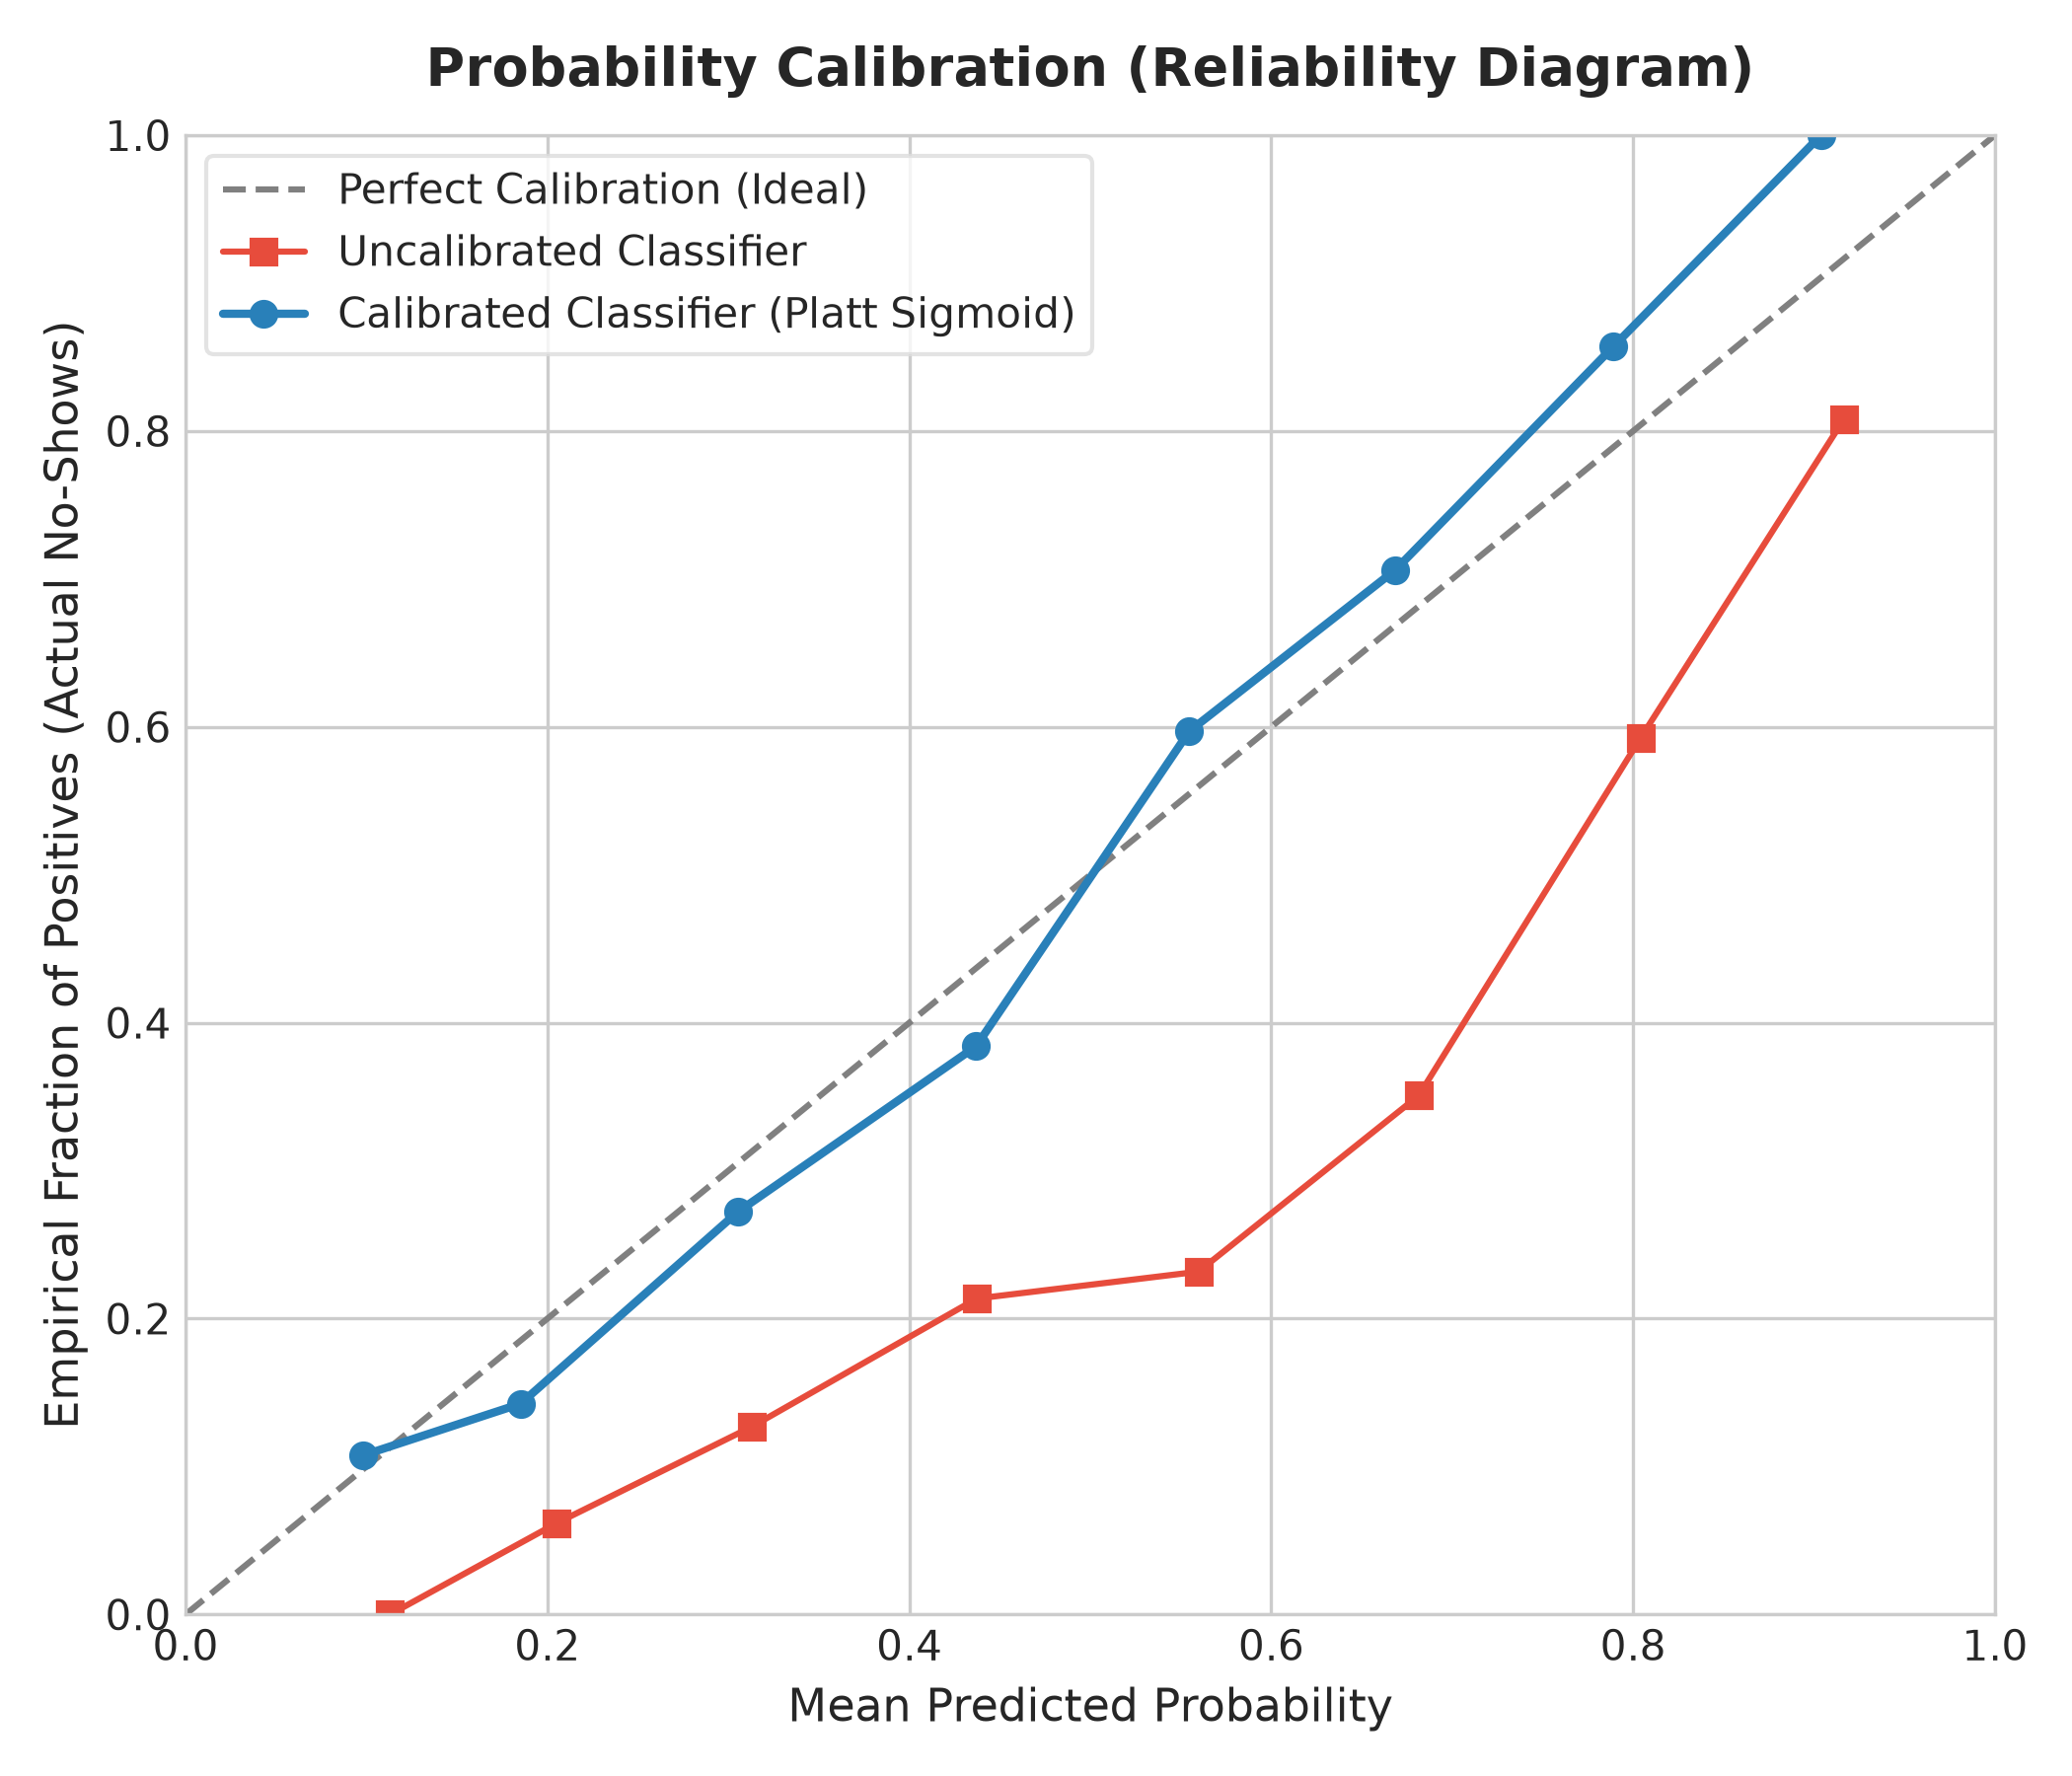 Probability Calibration (Reliability Diagram)
Perfect Calibration (Ideal)
Uncalibrated Classifier
Calibrated Classifier (Platt Sigmoid)
Empirical Fraction of Positives (Actual No-Shows)
1.0
0.8
0.6
0.4
0.2
0.0
0.0 0.2 0.4 0.6 0.8 1.0
Mean Predicted Probability